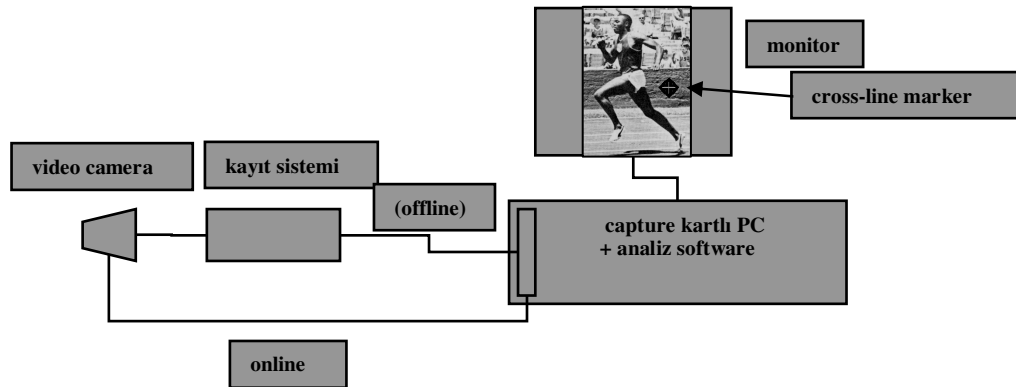 monitor
cross-line marker
video camera
kayıt sistemi
(offline)
capture kartlı PC
+ analiz software
online